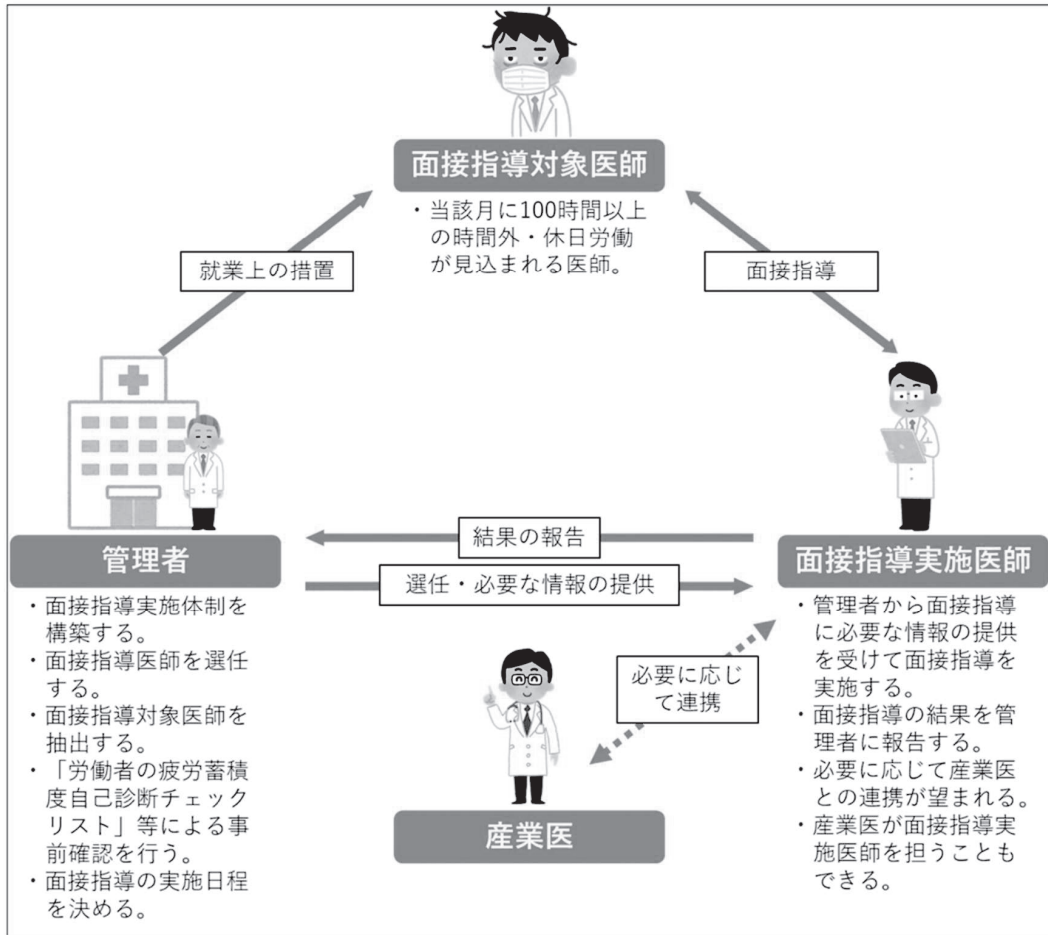 面接指導対象医師
・当該月に100時間以上
の時間外・休日労働
が見込まれる医師。
就業上の措置
面接指導
管理者
・面接指導実施体制を
構築する。
・面接指導医師を選任
する。
・面接指導対象医師を
抽出する。
・「労働者の疲労蓄積
度自己診断チェック
リスト」等による事
前確認を行う。
・面接指導の実施日程
を決める。
結果の報告
選任・必要な情報の提供
必要に応じ
て連携
産業医
面接指導実施医師
・管理者から面接指導
に必要な情報の提供
を受けて面接指導を
実施する。
・面接指導の結果を管
理者に報告する。
・必要に応じて産業医
との連携が望まれる。
・産業医が面接指導実
施医師を担うことも
できる。